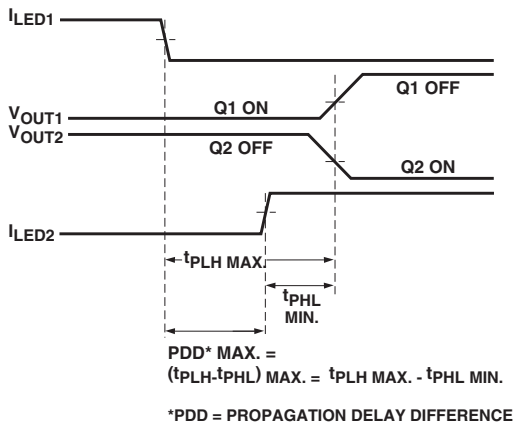 ILED1
VOUT1
Q1 ON
Q1 OFF
VOUT2
Q2 OFF
Q2 ON
ILED2
tPLH MAX.
tPHL
MIN.
PDD* MAX. =
(tPLH-tPHL) MAX. = tPLH MAX. - tPHL MIN.
*PDD = PROPAGATION DELAY DIFFERENCE